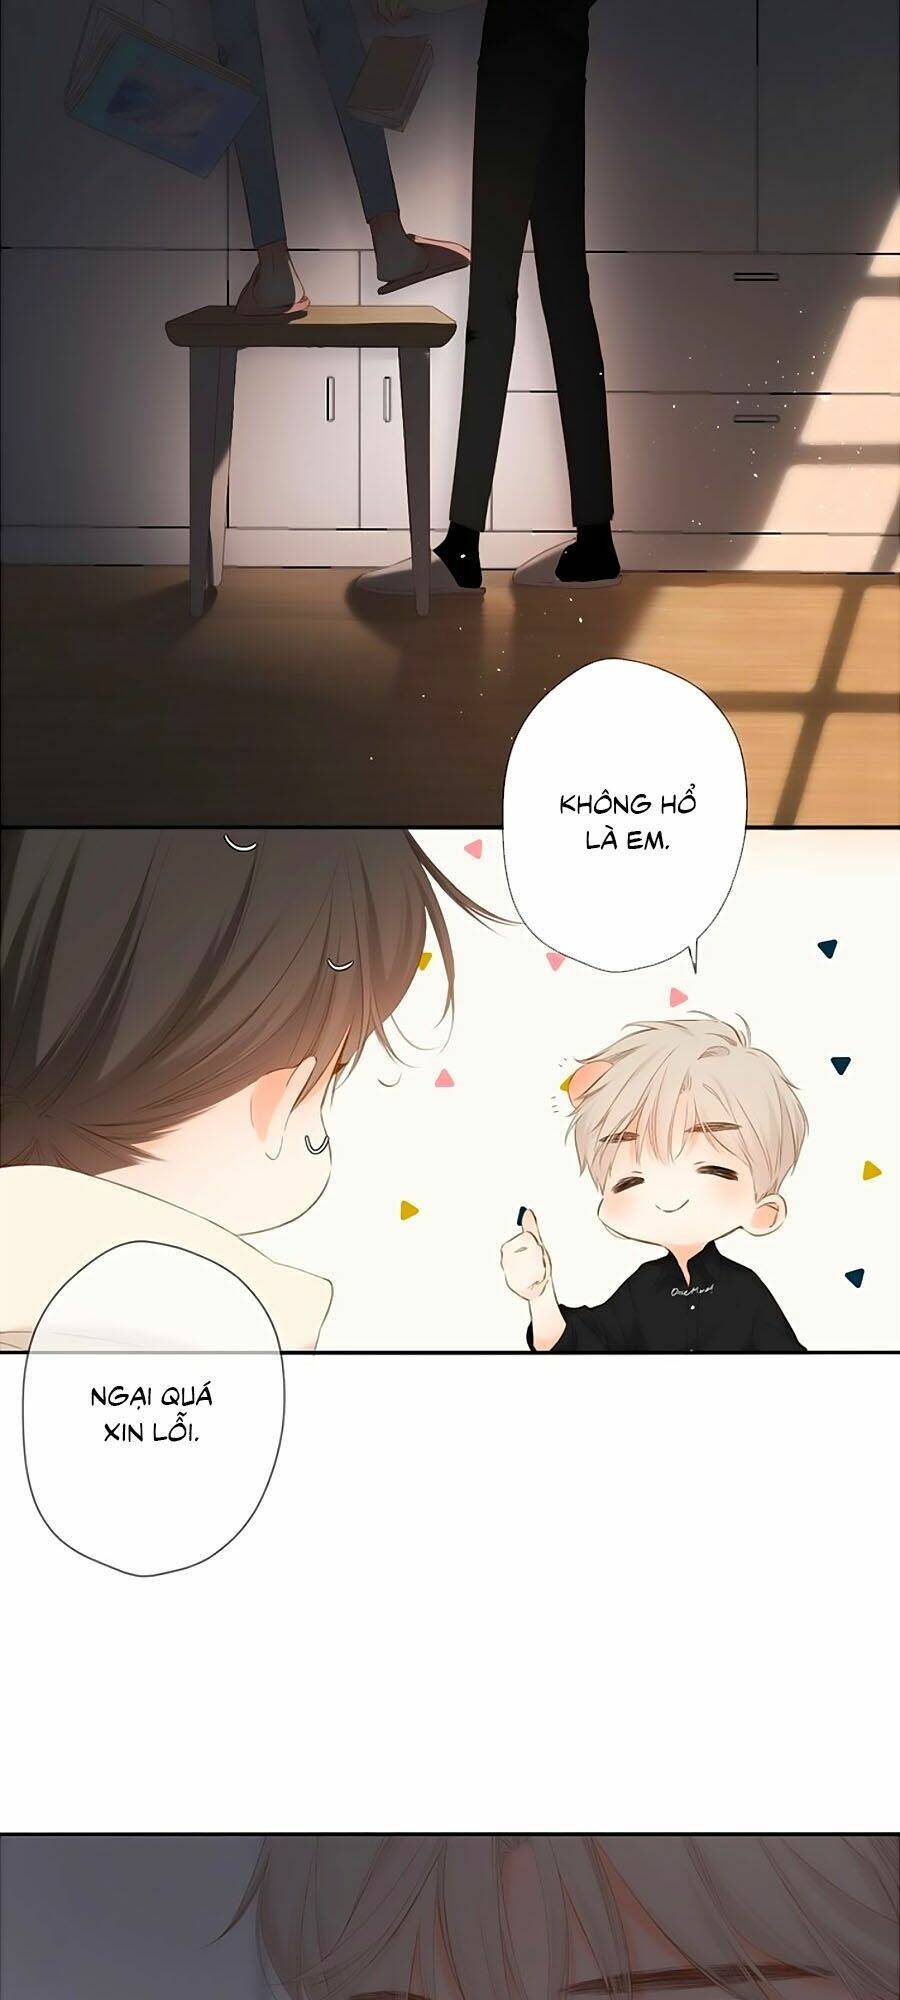 KHÔNG HỔ
LÀ EM.
NGẠI QUÁ
XIN LỖI.